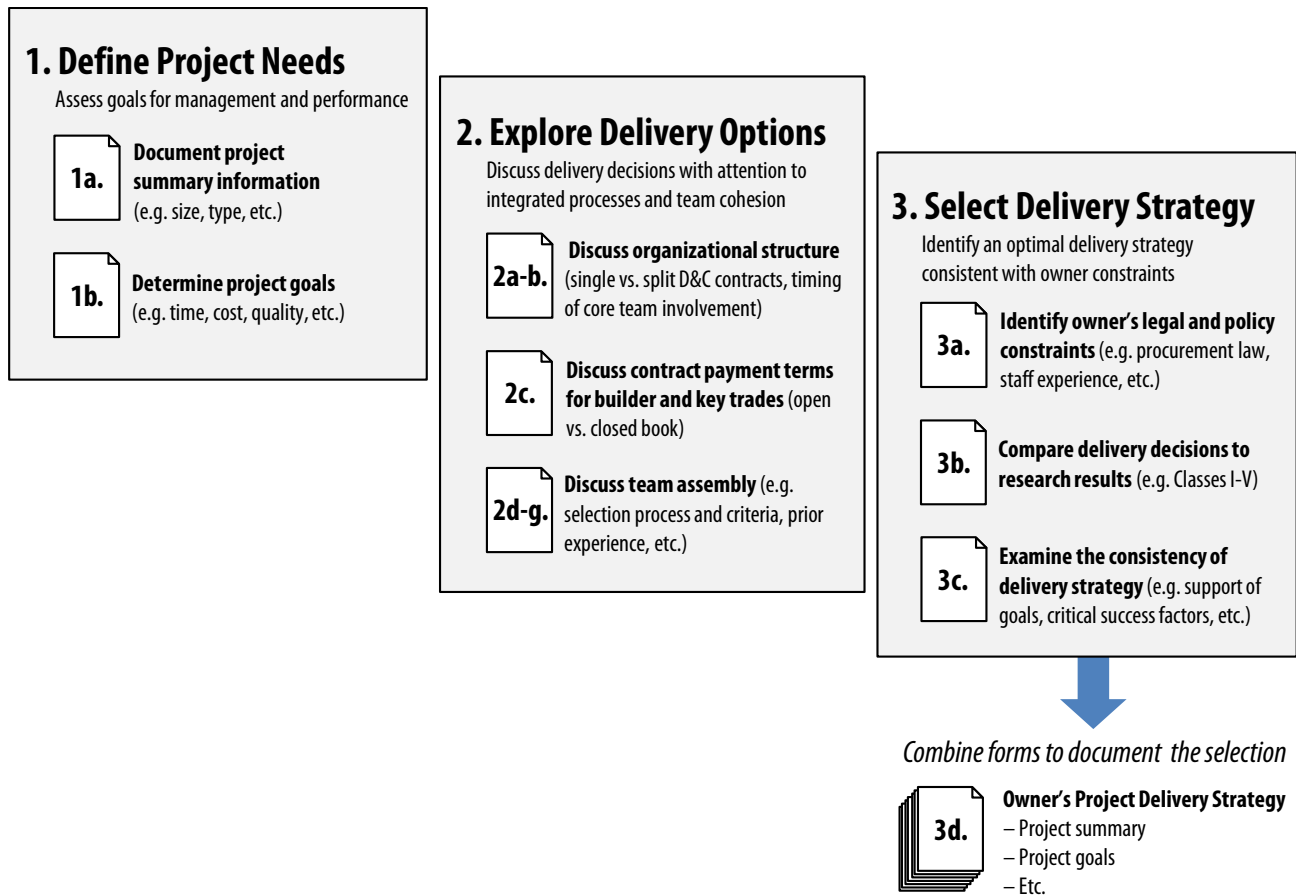 1. Define Project Needs
Assess goals for management and performance
1a.
Document project
summary information
(e.g. size, type, etc.)
1b.
Determine project goals
(e.g. time, cost, quality, etc.)
2. Explore Delivery Options
Discuss delivery decisions with attention to
integrated processes and team cohesion
2a-b.
Discuss organizational structure
(single vs. split D&C contracts, timing
of core team involvement)
2c.
Discuss contract payment terms
for builder and key trades (open
vs. closed book)
2d-g.
Discuss team assembly (e.g.
selection process and criteria, prior
experience, etc.)
3. Select Delivery Strategy
Identify an optimal delivery strategy
consistent with owner constraints
3a.
Identify owner's legal and policy
constraints (e.g. procurement law,
staff experience, etc.)
3b.
Compare delivery decisions to
research results (e.g. Classes I-V)
3c.
Examine the consistency of
delivery strategy (e.g. support of
goals, critical success factors, etc.)
Combine forms to document the selection
3d.
Owner's Project Delivery Strategy
– Project summary
– Project goals
– Etc.